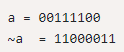 a = 00111100
~a  = 11000011